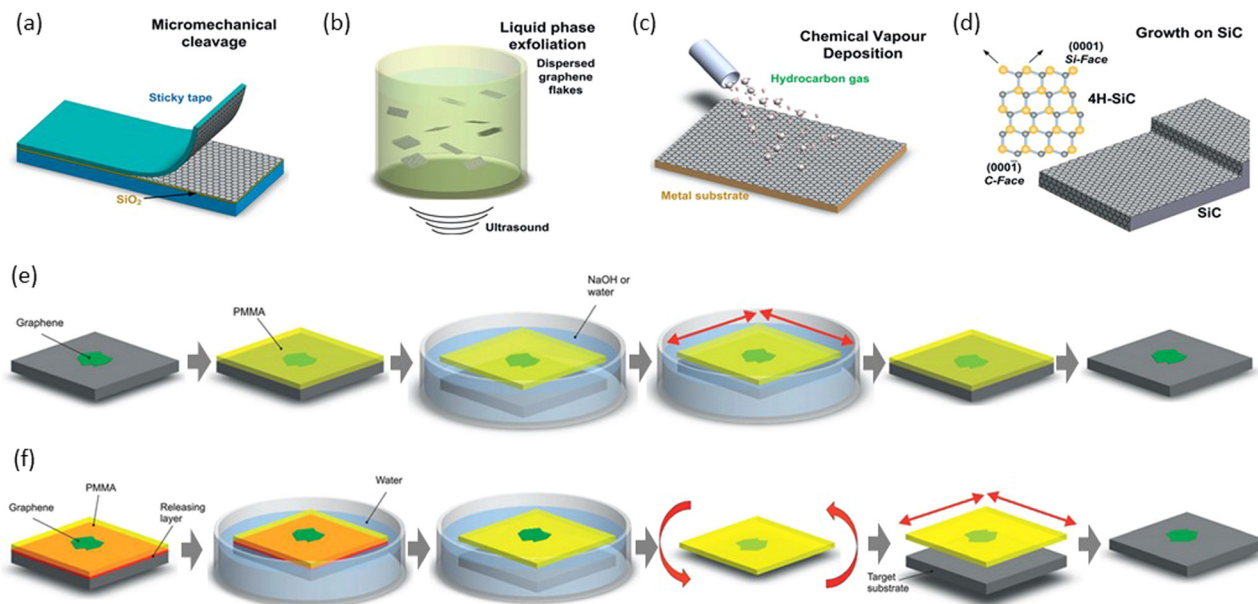 (a)
Micromechanical
cleavage
Sticky tape
SiO₂
(b)
Liquid phase
exfoliation
Dispersed
graphene
flakes
Ultrasound
(c)
Chemical Vapour
Deposition
Hydrocarbon gas
Metal substrate
(d)
Growth on SiC
(0001)
Si-Face
4H-SiC
(0001̄)
C-Face
SiC
(e)
Graphene
PMMA
NaOH or
water
(f)
PMMA
Graphene
Releasing
layer
Water
Target
substrate